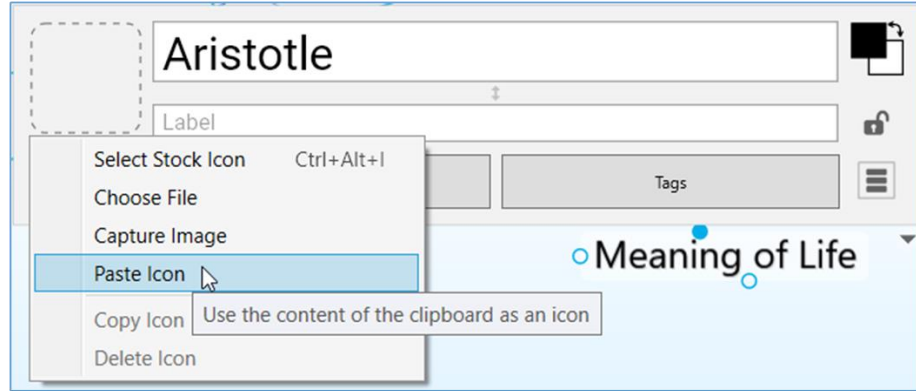 Aristotle
Label
Select Stock Icon Ctrl+Alt+I
Tags
Choose File
Capture Image
Meaning of Life
Paste Icon
Use the content of the clipboard as an icon
Copy Icon
Delete Icon